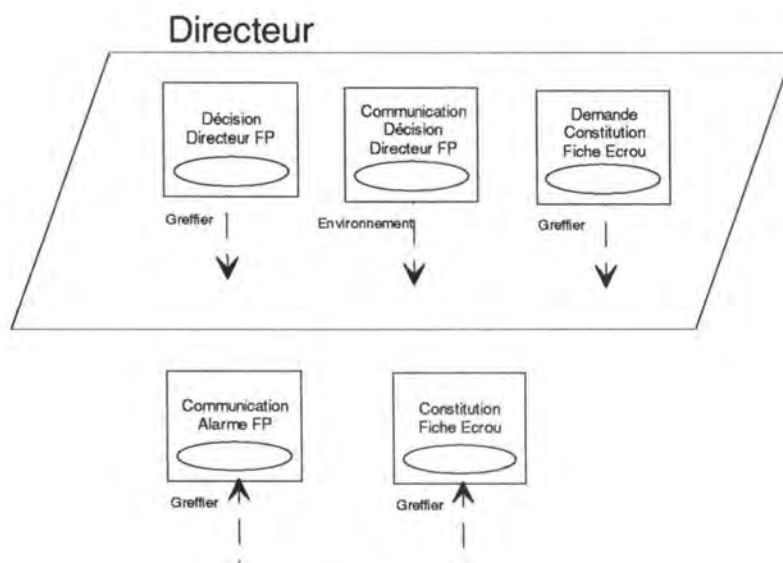 Directeur
Décision
Directeur FP
Communication
Décision
Directeur FP
Demande
Constitution
Fiche Ecrou
Greffier
Environnement
Greffier
Communication
Alarme FP
Constitution
Fiche Ecrou
Greffier
Greffier